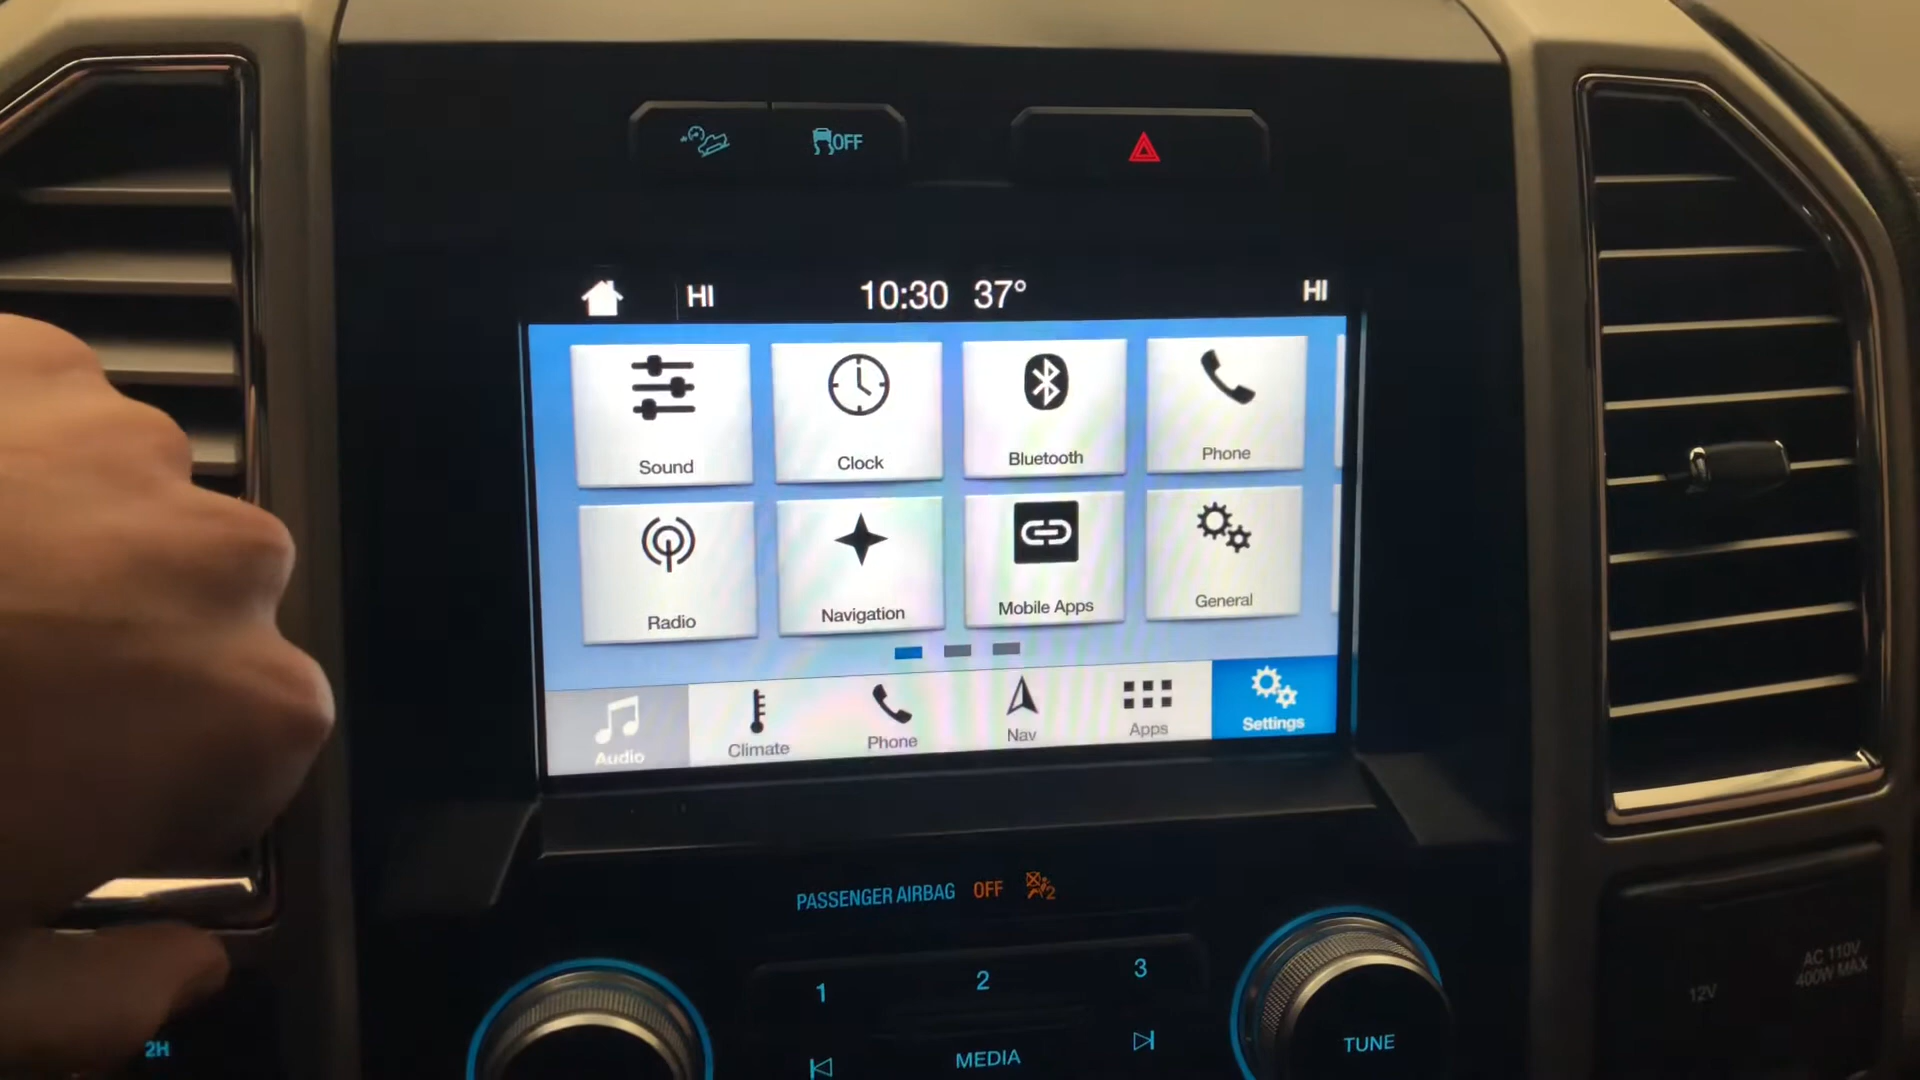 OFF
HI 10:30 37° HI
Sound Clock Bluetooth Phone
Radio Navigation Mobile Apps General
Audio Climate Phone Nav Apps Settings
PASSENGER AIRBAG OFF 2
1 2 3
AC 110V
400W MAX
12V
2H MEDIA TUNE